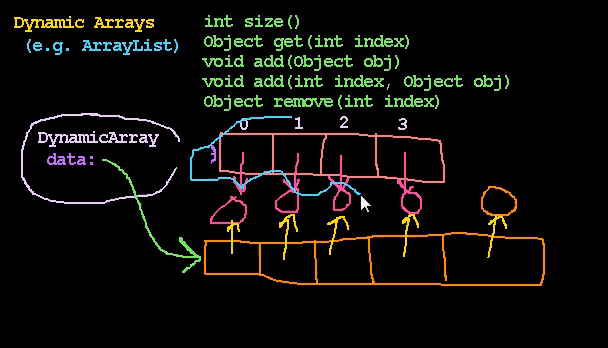 Dynamic Arrays
(e.g. ArrayList)
int size()
Object get(int index)
void add(Object obj)
void add(int index, Object obj)
Object remove(int index)
0 1 2 3
DynamicArray
data: